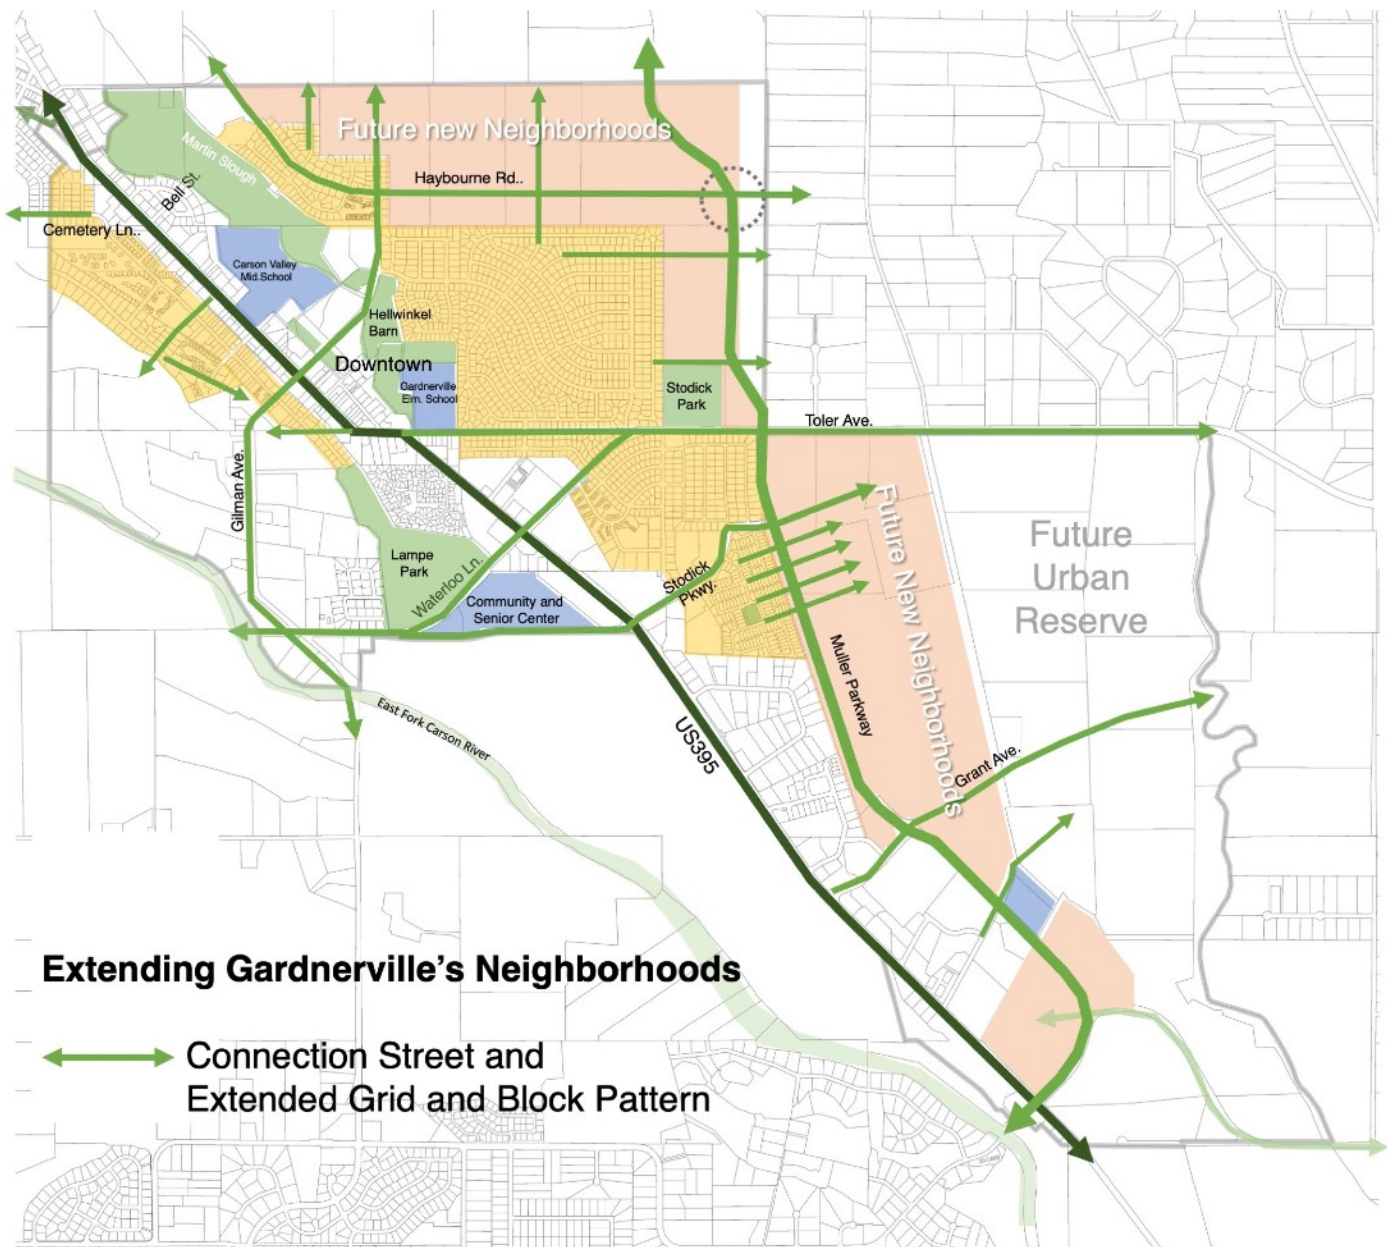 Future new Neighborhoods
Martin Slough
Haybourne Rd..
Bell St.
Cemetery Ln..
Carson Valley
Mid.School
Hellwinkel
Barn
Downtown
Gardnerville
Elm. School
Stodick
Park
Toler Ave.
Gilman Ave.
Future New Neighborhoods
Future
Urban
Reserve
Lampe
Park
Waterloo Ln.
Stodick
Pkwy.
Community and
Senior Center
Muller Parkway
East Fork Carson River
US395
Grant Ave.
Extending Gardnerville's Neighborhoods
Connection Street and
Extended Grid and Block Pattern